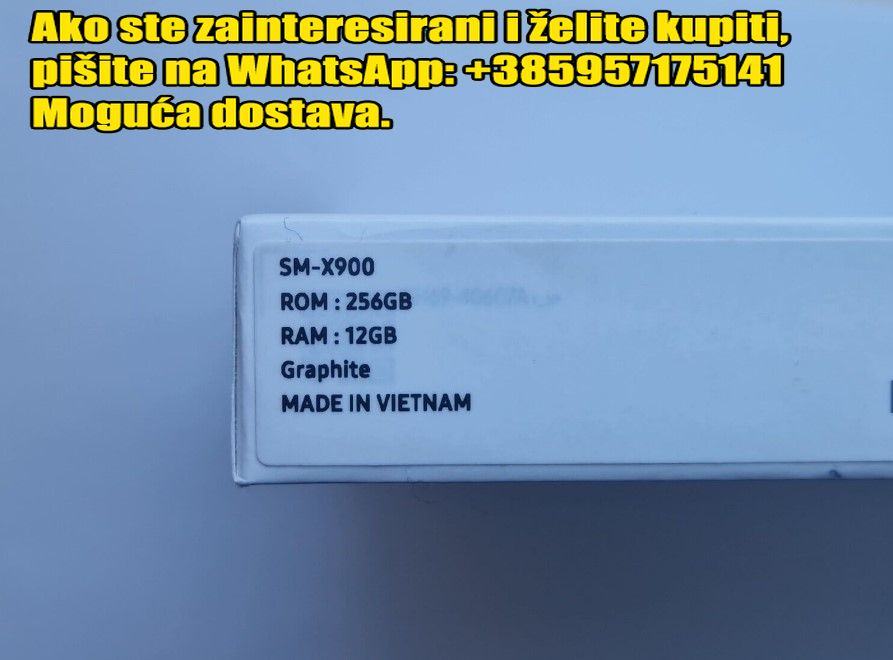 Ako ste zainteresirani i želite kupiti,
pišite na WhatsApp: +385957175141
Moguća dostava.
SM-X900
ROM : 256GB
RAM : 12GB
Graphite
MADE IN VIETNAM